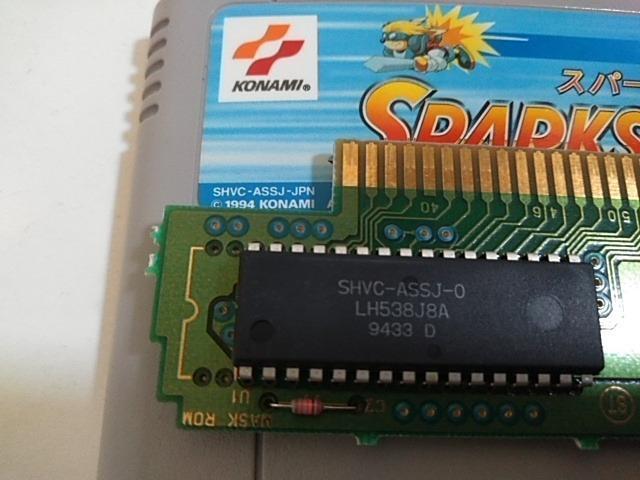 KONAMI®
スパー
SPARKS
SHVC-ASSJ-JPN
© 1994 KONAMI
40
46
50
SHVC-ASSJ-0
LH538J8A
9433 D
U1
MASK ROM